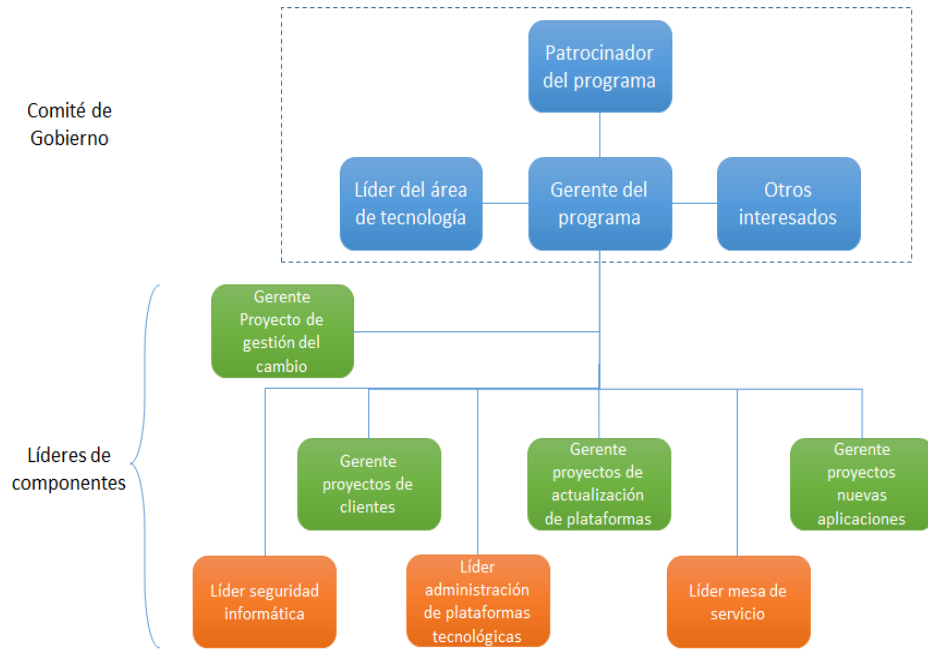 Patrocinador
del programa
Comité de
Gobierno
Líder del área
de tecnología
Gerente del
programa
Otros
interesados
Gerente
Proyecto de
gestión del
cambio
Líderes de
componentes
Gerente
proyectos de
clientes
Gerente
proyectos de
actualización
de plataformas
Gerente
proyectos
nuevas
aplicaciones
Líder seguridad
informática
Líder
administración
de plataformas
tecnológicas
Líder mesa de
servicio